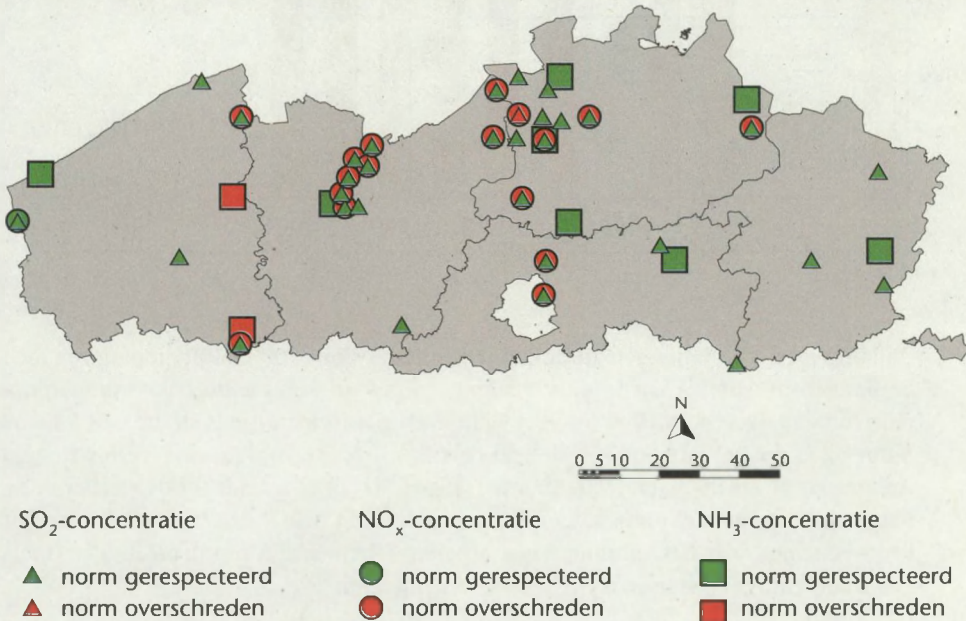 N
0 5 10 20 30 40 50
SO₂-concentratie NOₓ-concentratie NH₃-concentratie
norm gerespecteerd norm gerespecteerd norm gerespecteerd
norm overschreden norm overschreden norm overschreden